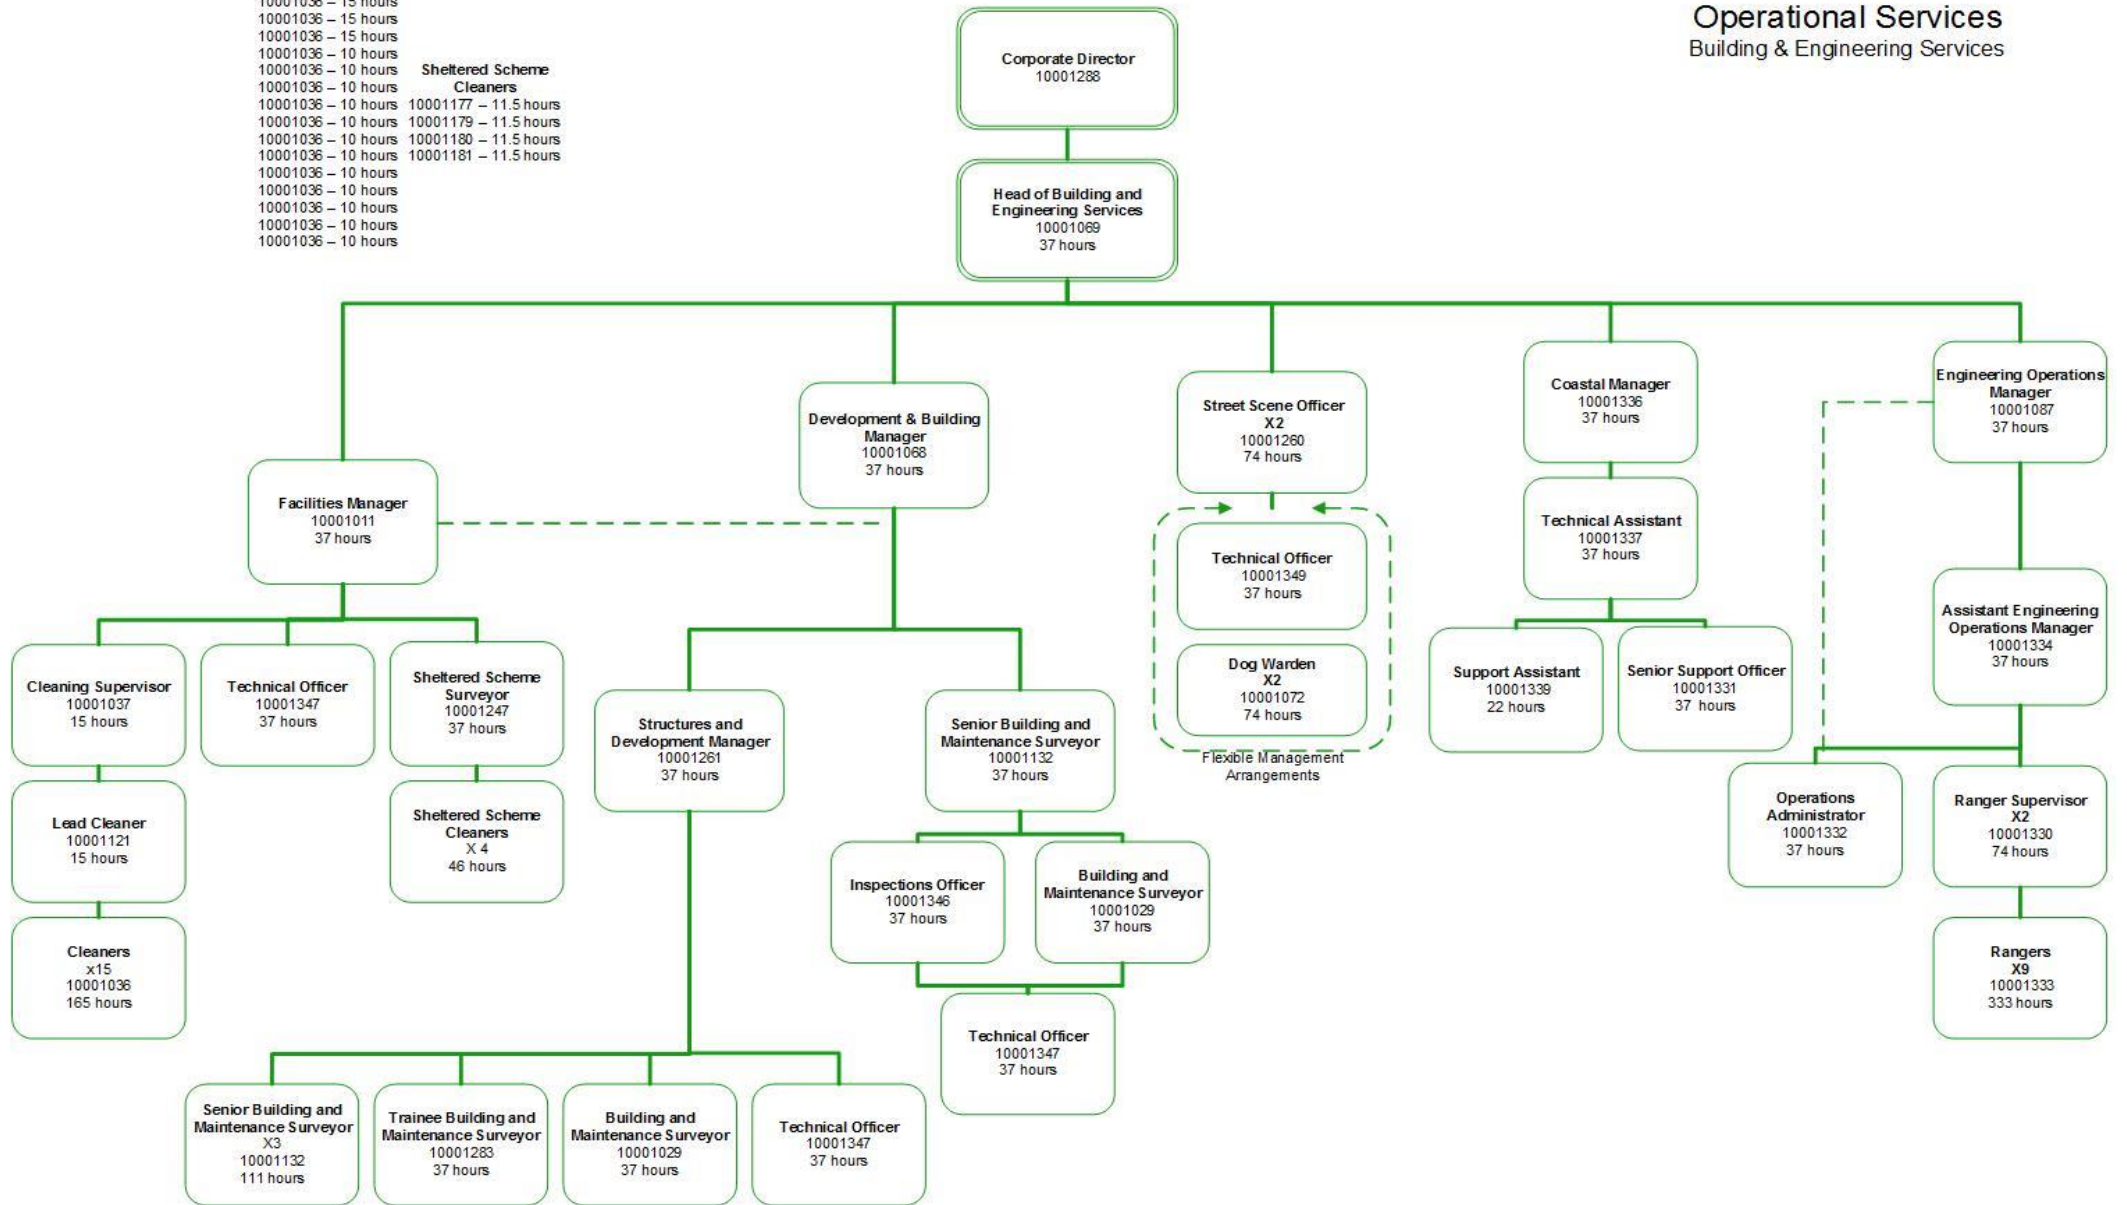 10001036 – 15 hours
10001036 – 15 hours
10001036 – 15 hours
10001036 – 10 hours
10001036 – 10 hours
10001036 – 10 hours
10001036 – 10 hours
10001036 – 10 hours
10001036 – 10 hours
10001036 – 10 hours
10001036 – 10 hours
10001036 – 10 hours
10001036 – 10 hours
10001036 – 10 hours
10001036 – 10 hours
Sheltered Scheme
Cleaners
10001177 – 11.5 hours
10001179 – 11.5 hours
10001180 – 11.5 hours
10001181 – 11.5 hours
Operational Services
Building & Engineering Services
Corporate Director
10001288
Head of Building and
Engineering Services
10001069
37 hours
Facilities Manager
10001011
37 hours
Development & Building
Manager
10001068
37 hours
Street Scene Officer
X2
10001260
74 hours
Coastal Manager
10001336
37 hours
Engineering Operations
Manager
10001087
37 hours
Technical Officer
10001349
37 hours
Dog Warden
X2
10001072
74 hours
Flexible Management
Arrangements
Technical Assistant
10001337
37 hours
Support Assistant
10001339
22 hours
Senior Support Officer
10001331
37 hours
Assistant Engineering
Operations Manager
10001334
37 hours
Operations
Administrator
10001332
37 hours
Ranger Supervisor
X2
10001330
74 hours
Rangers
X9
10001333
333 hours
Cleaning Supervisor
10001037
15 hours
Technical Officer
10001347
37 hours
Sheltered Scheme
Surveyor
10001247
37 hours
Lead Cleaner
10001121
15 hours
Sheltered Scheme
Cleaners
X 4
46 hours
Cleaners
x15
10001036
165 hours
Structures and
Development Manager
10001261
37 hours
Senior Building and
Maintenance Surveyor
10001132
37 hours
Inspections Officer
10001346
37 hours
Building and
Maintenance Surveyor
10001029
37 hours
Technical Officer
10001347
37 hours
Senior Building and
Maintenance Surveyor
X3
10001132
111 hours
Trainee Building and
Maintenance Surveyor
10001283
37 hours
Building and
Maintenance Surveyor
10001029
37 hours
Technical Officer
10001347
37 hours